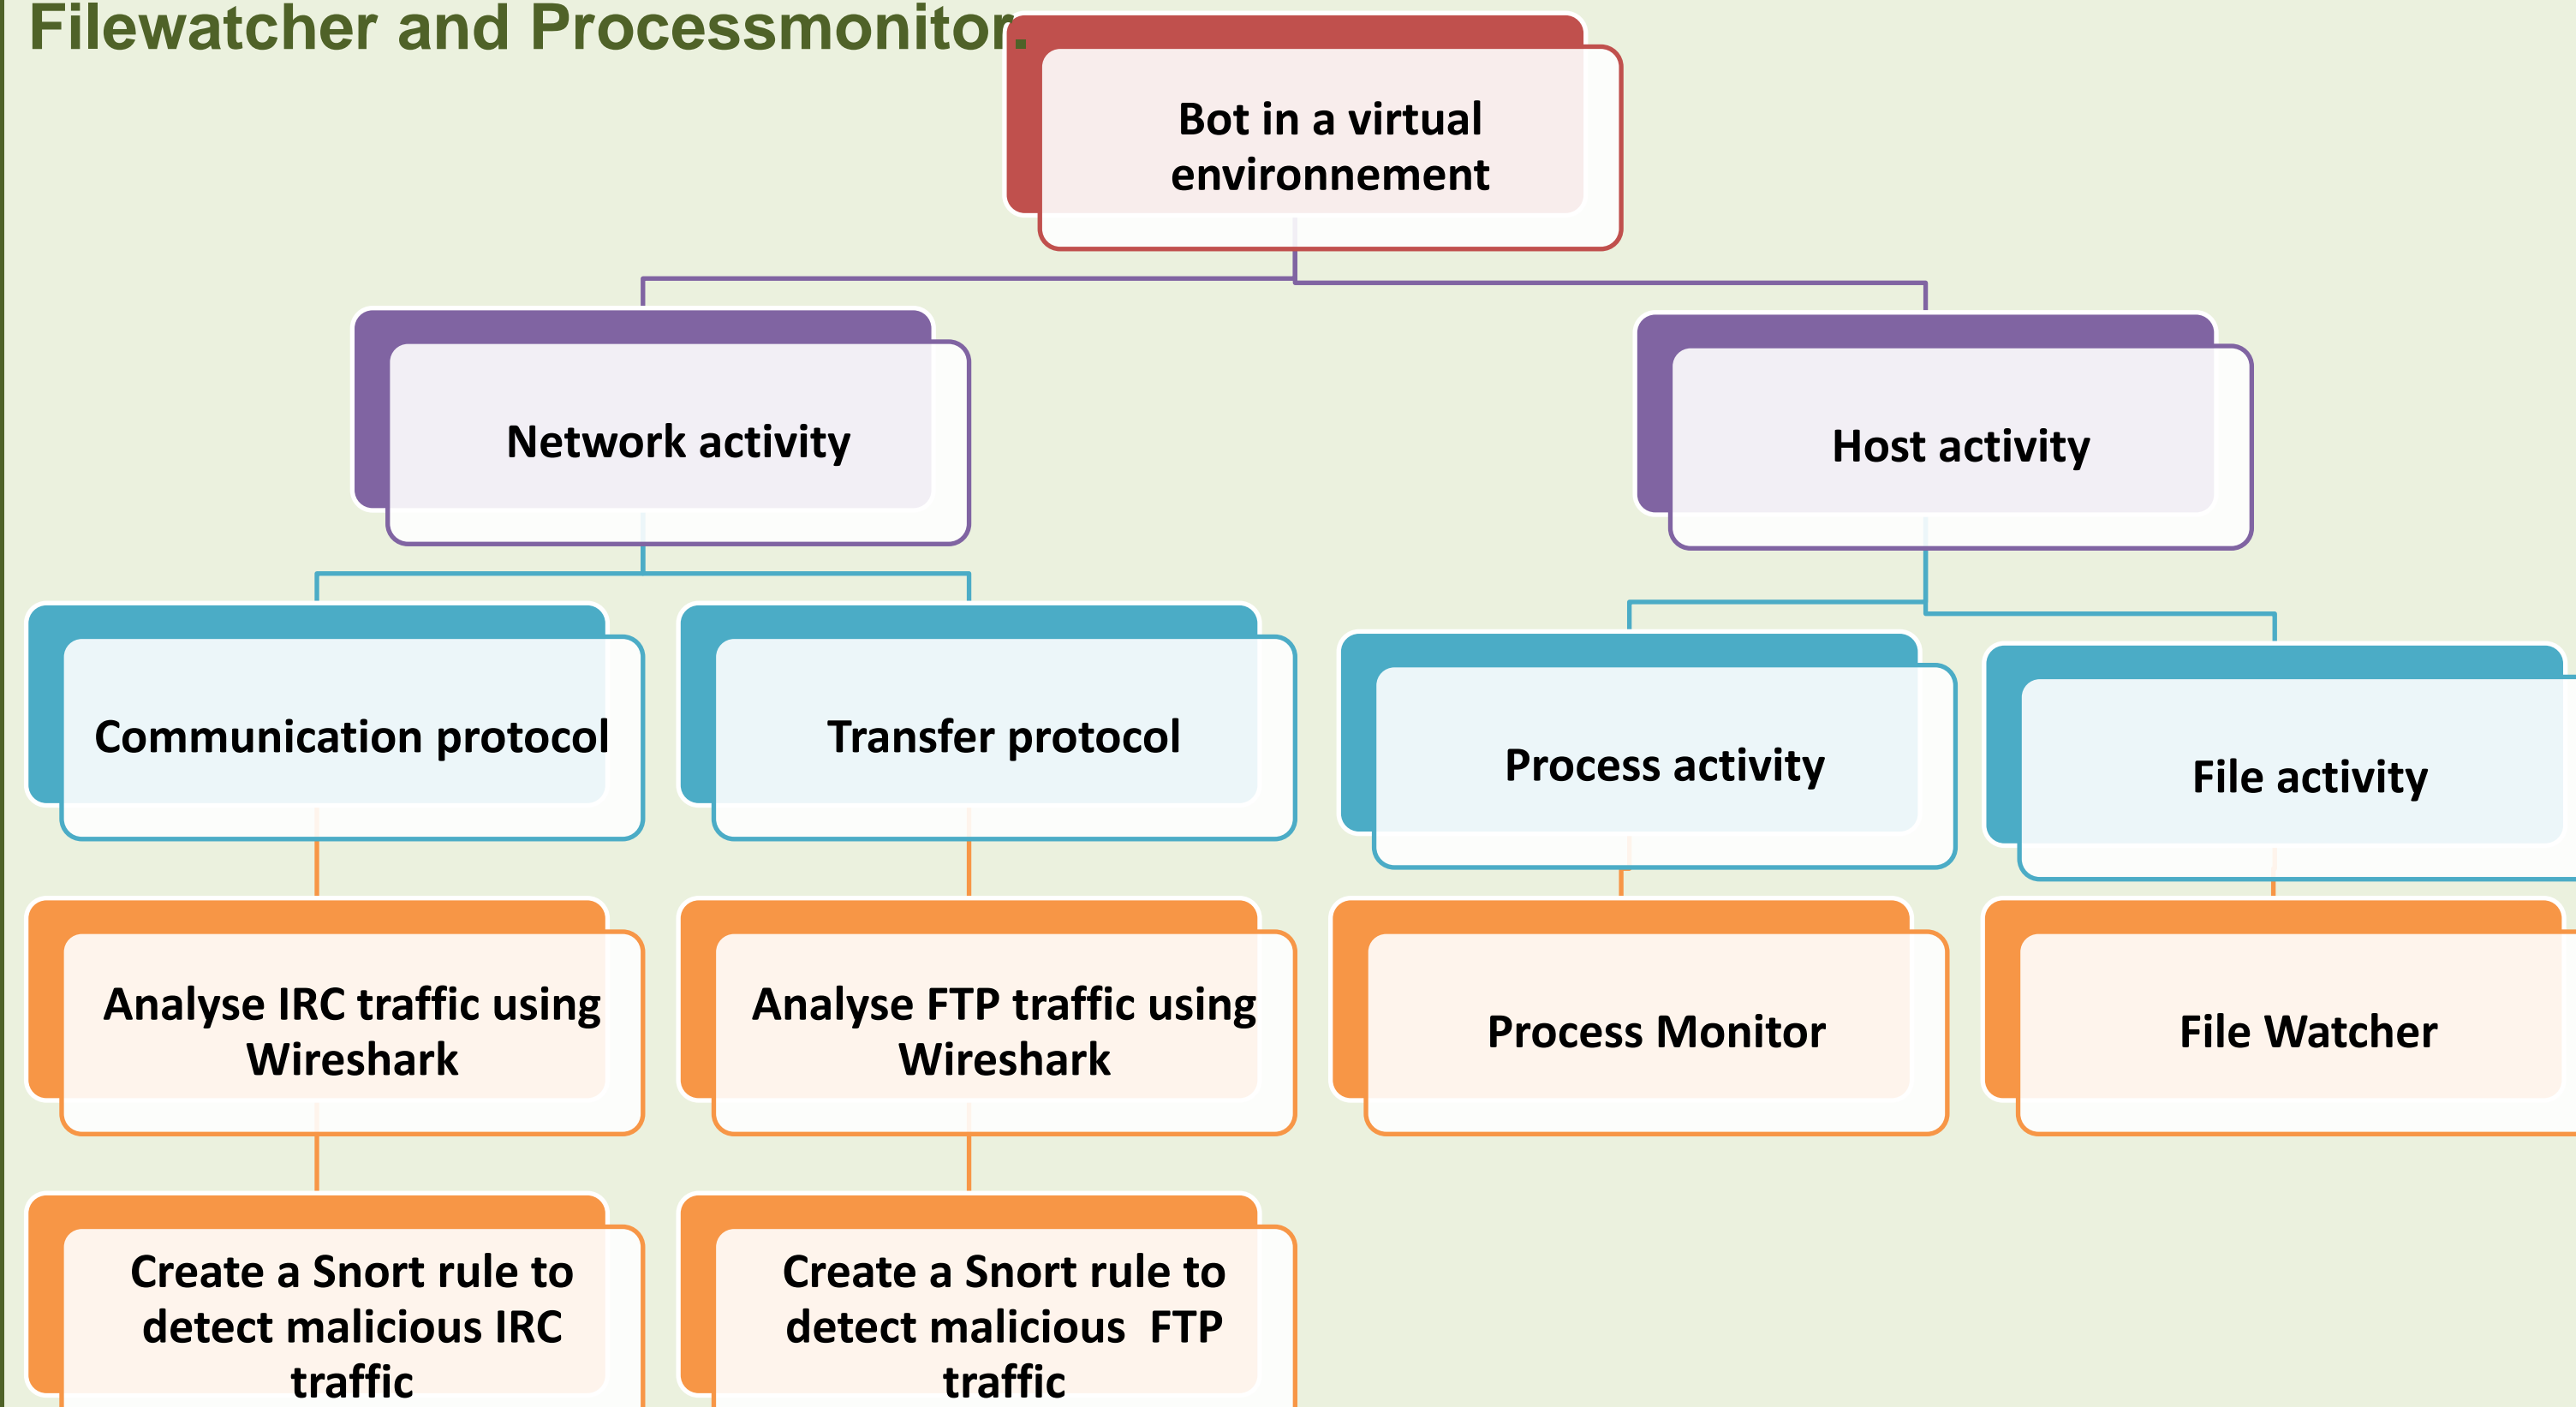 Filewatcher and Processmonitor.
Bot in a virtual
environnement
Network activity
Host activity
Communication protocol
Transfer protocol
Process activity
File activity
Analyse IRC traffic using
Wireshark
Analyse FTP traffic using
Wireshark
Process Monitor
File Watcher
Create a Snort rule to
detect malicious IRC
traffic
Create a Snort rule to
detect malicious  FTP
traffic